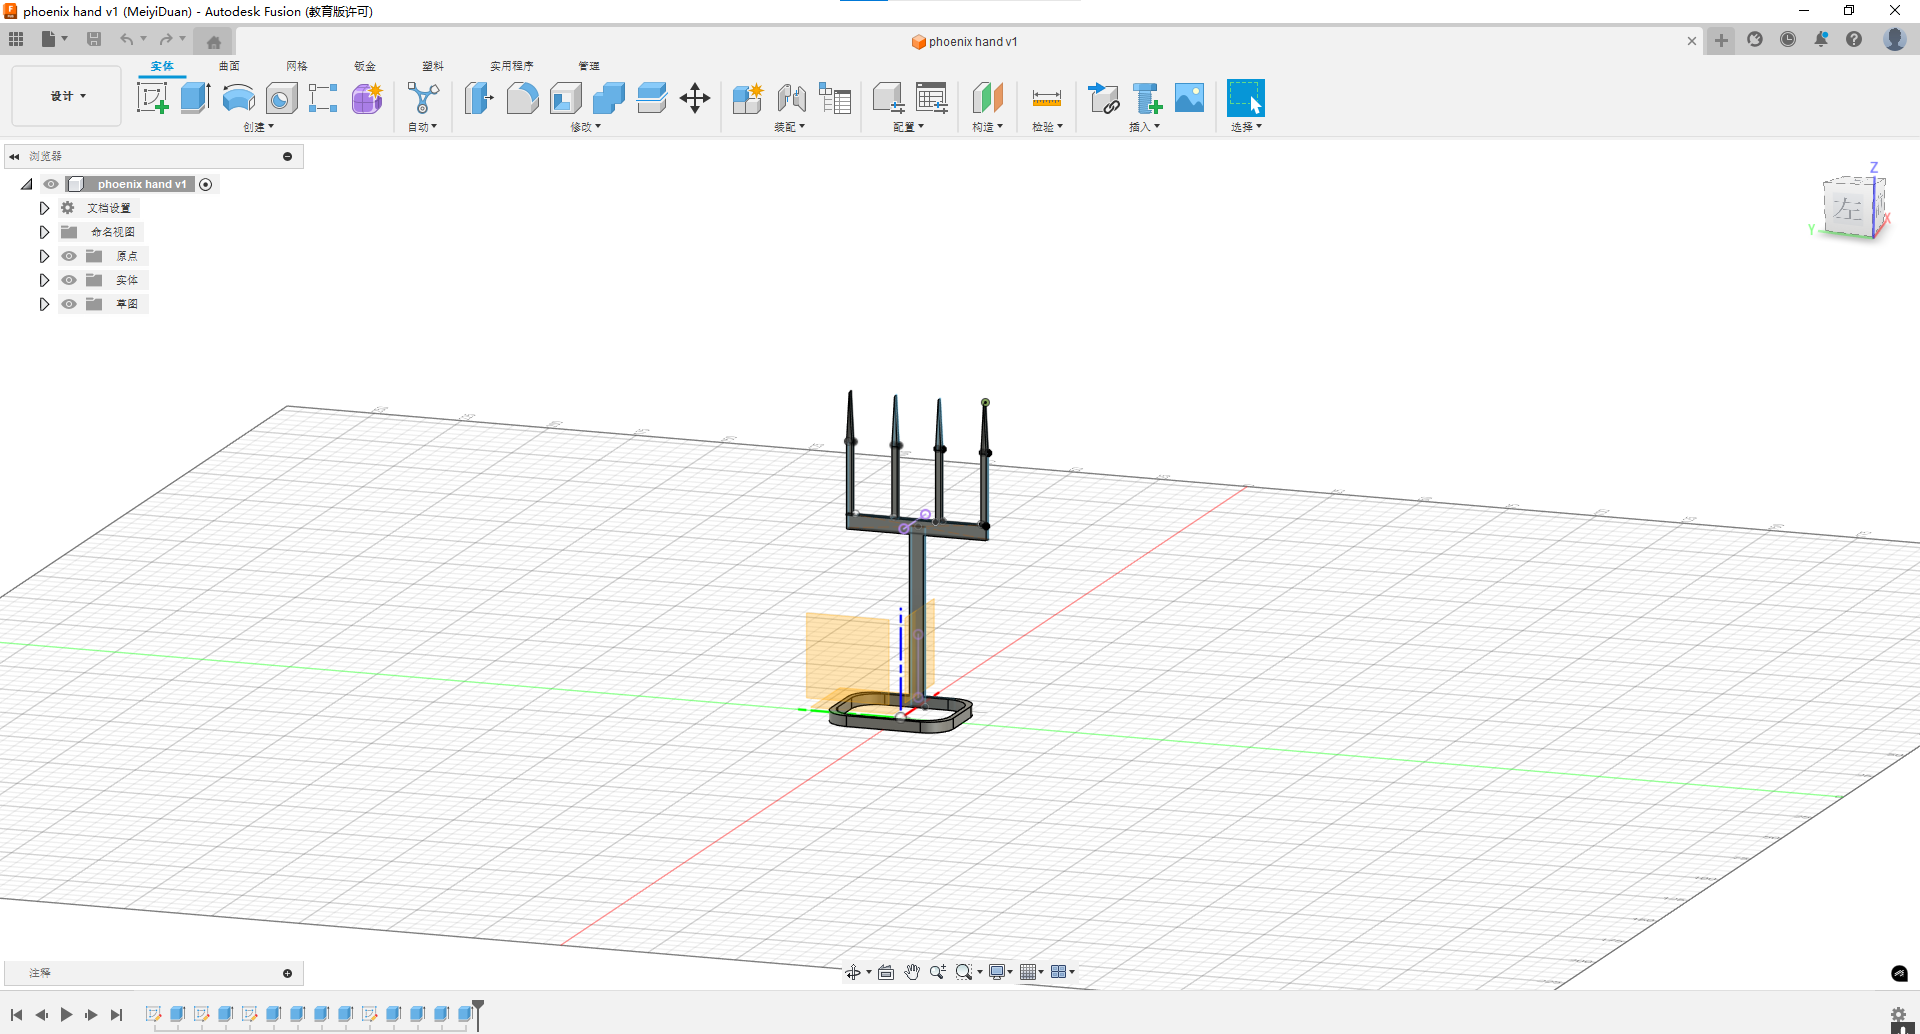 phoenix hand v1 (MeiyiDuan) - Autodesk Fusion (教育版许可)
phoenix hand v1
实体 曲面 网格 钣金 塑料 实用程序 管理
设计
创建 自动 修改 装配 配置 构造 检验 插入 选择
浏览器
phoenix hand v1
文档设置
命名视图
原点
实体
草图
Z
左
X
Y
注释